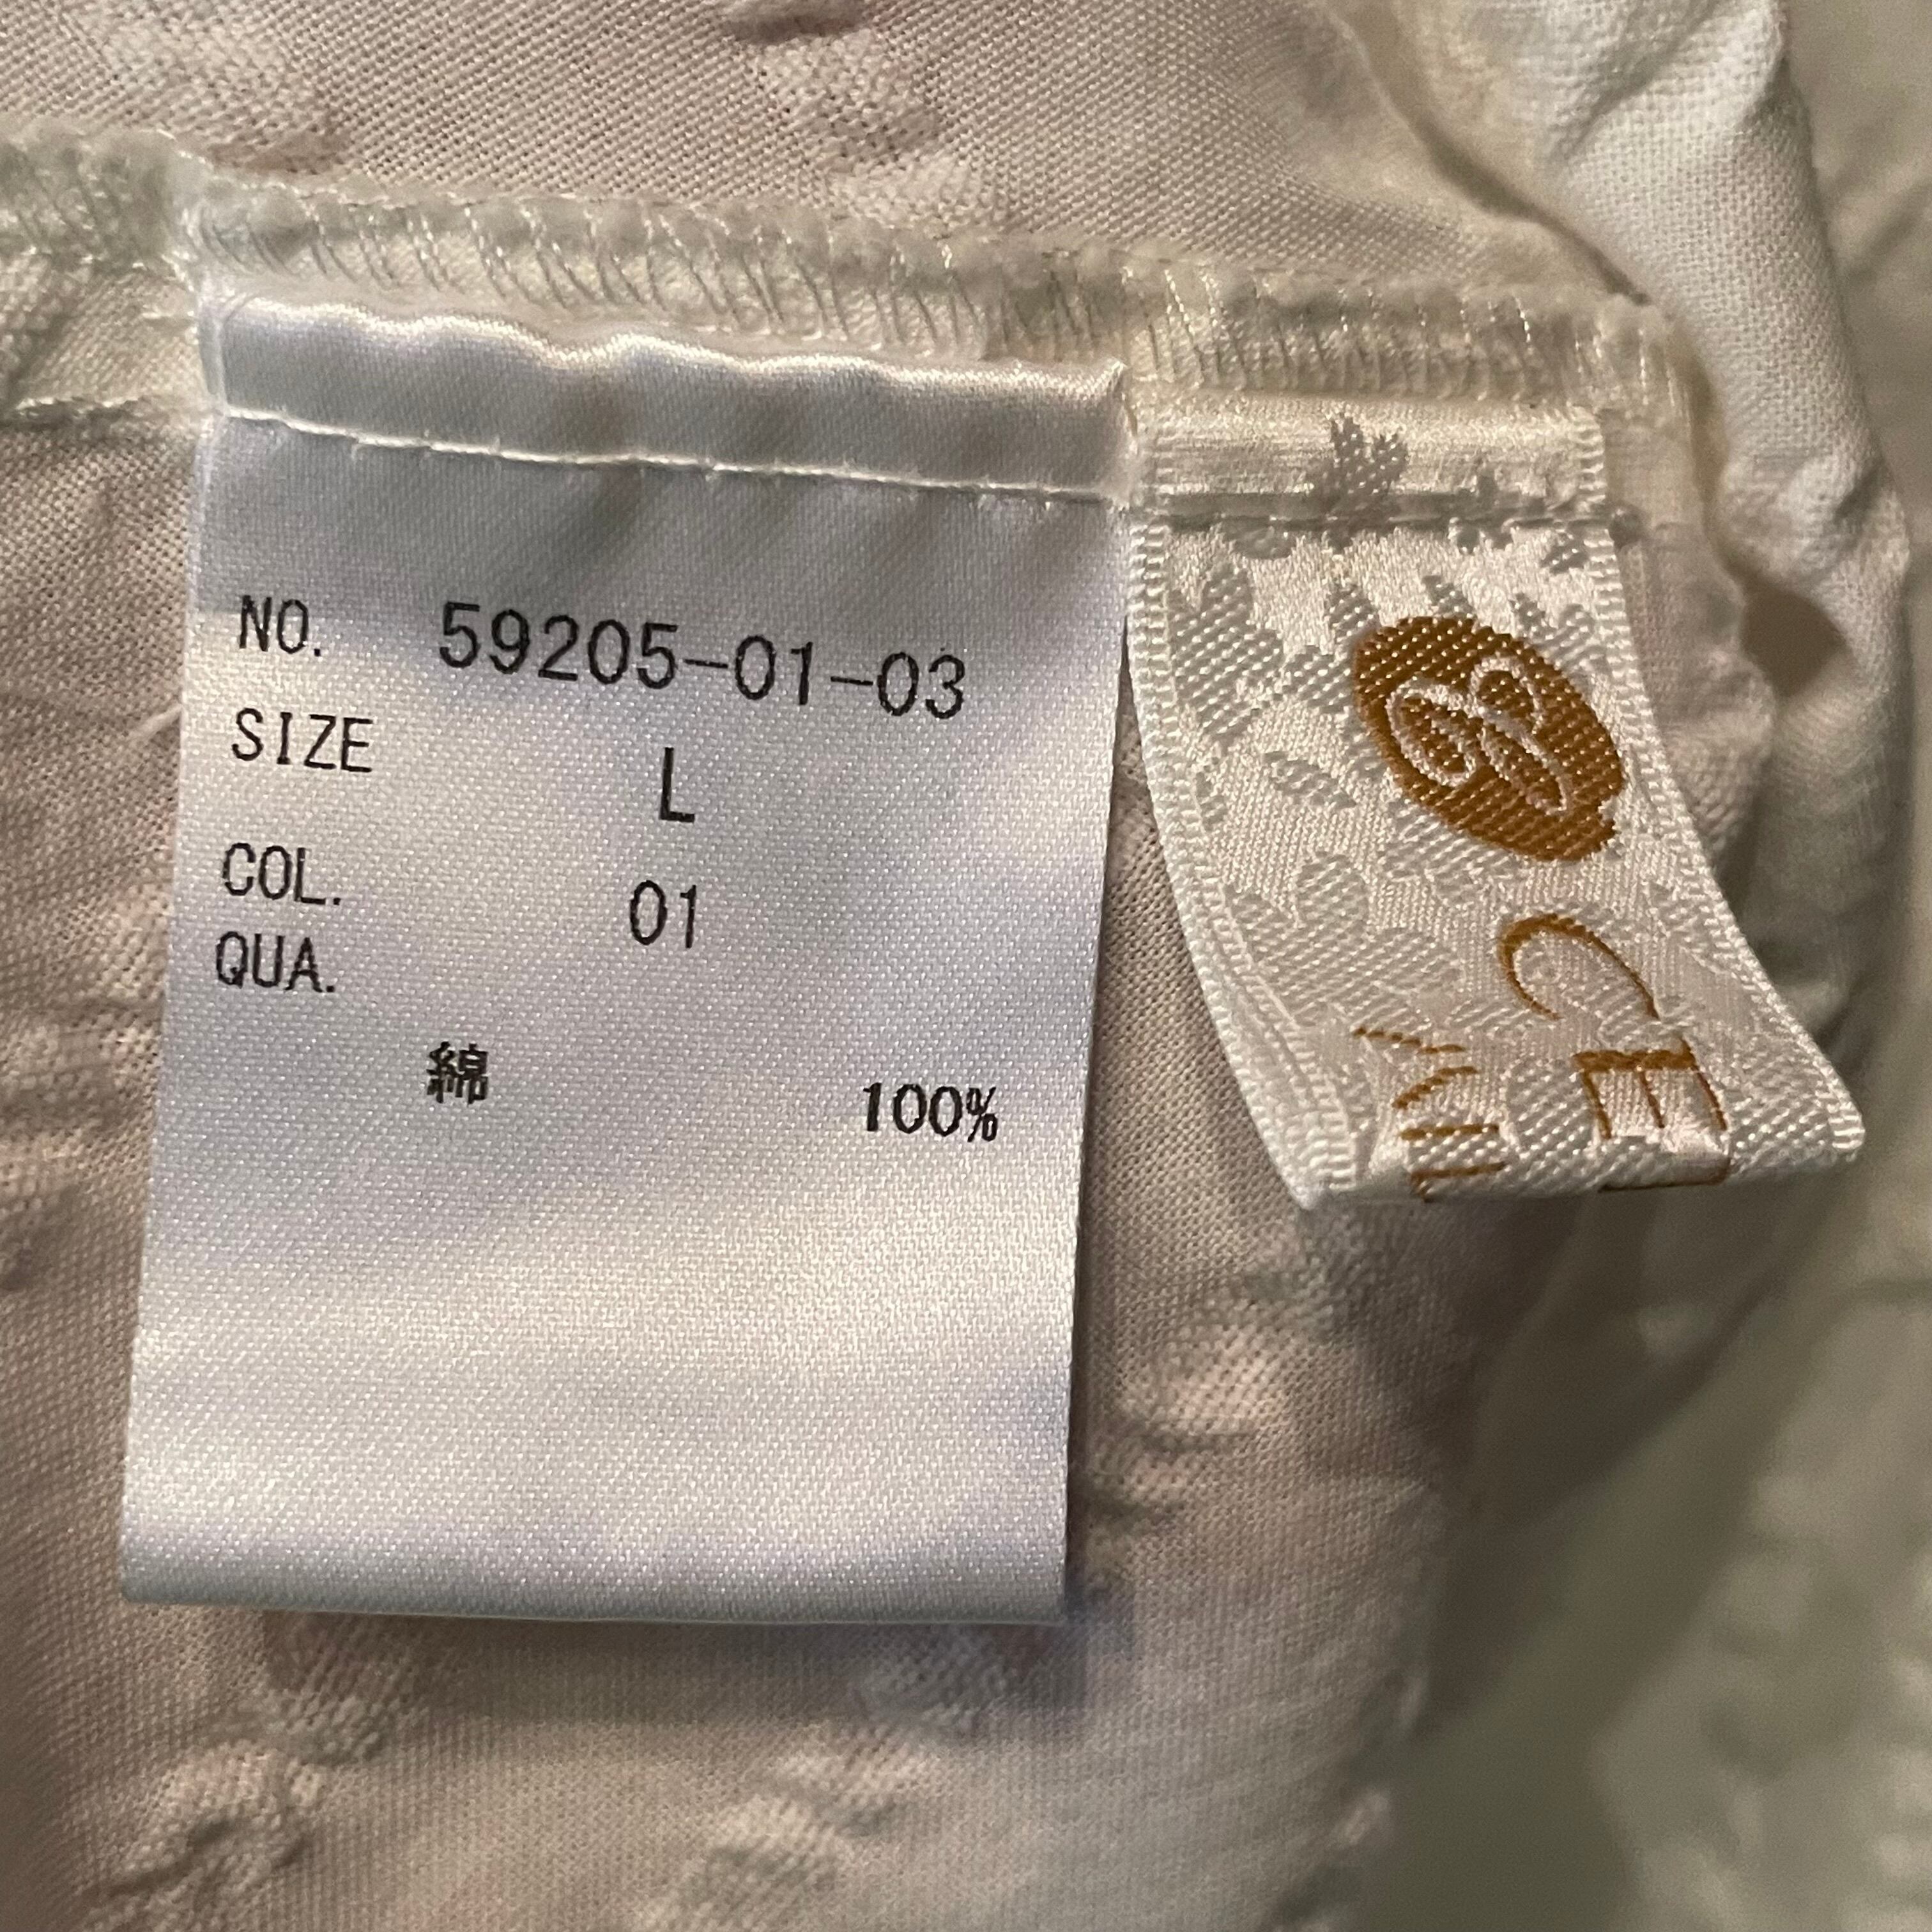 NO. 59205-01-03
SIZE L
COL. 01
QUA.
綿 100%
CE